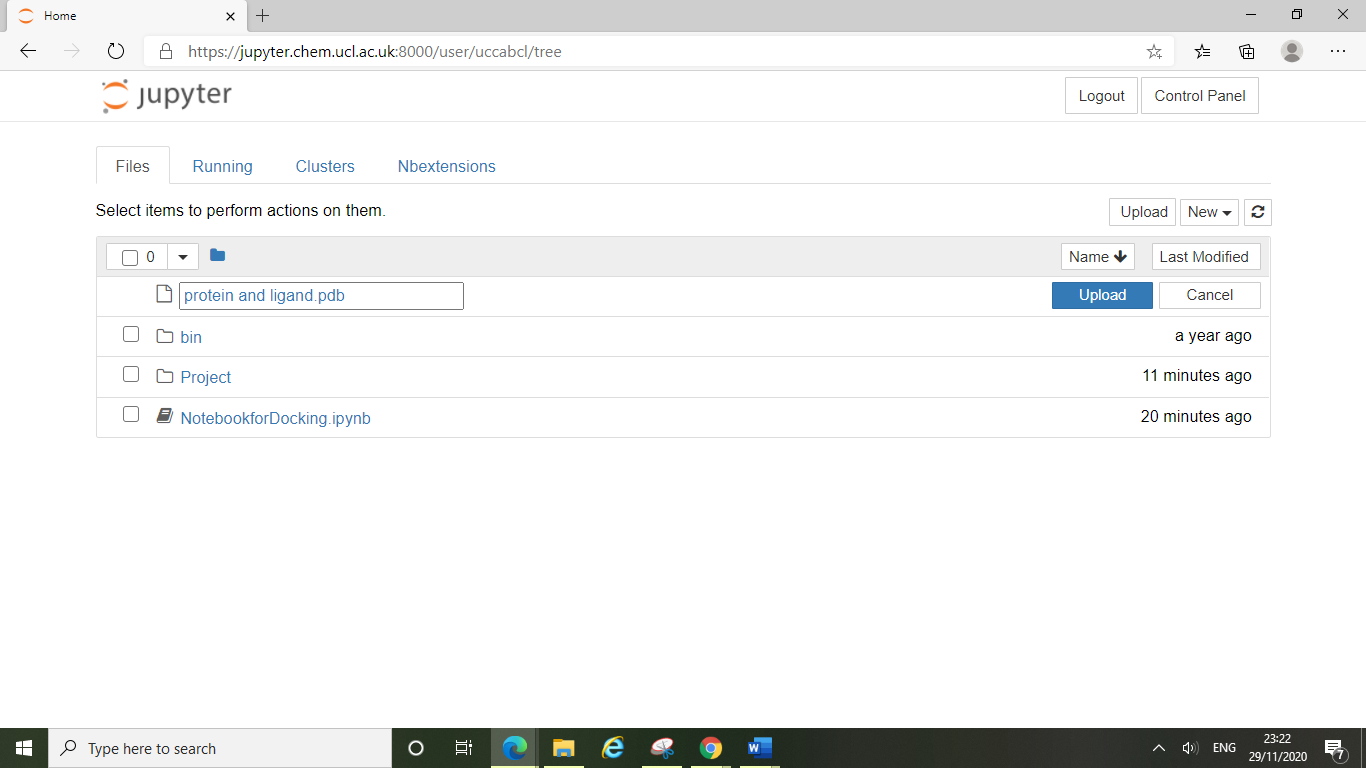 Home
https://jupyter.chem.ucl.ac.uk:8000/user/uccabcl/tree
jupyter
Logout Control Panel
Files Running Clusters Nbextensions
Select items to perform actions on them.
Upload New
0 Name Last Modified
protein and ligand.pdb Upload Cancel
bin a year ago
Project 11 minutes ago
NotebookforDocking.ipynb 20 minutes ago
Type here to search
ENG
23:22
29/11/2020
7